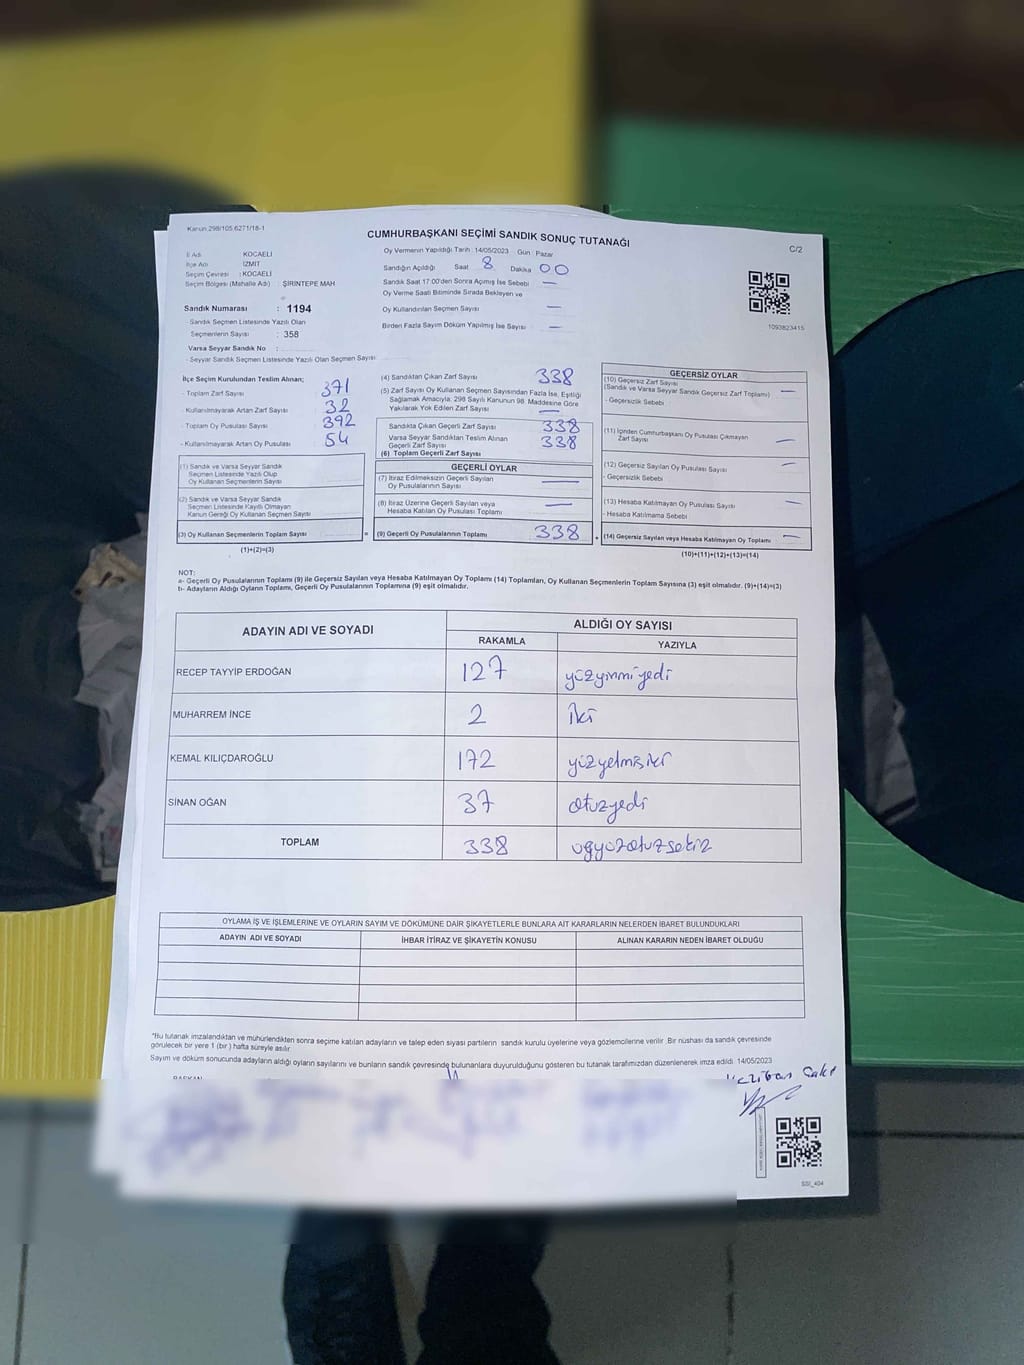 Kanun 298/105.6271/18-1
CUMHURBAŞKANI SEÇİMİ SANDIK SONUÇ TUTANAĞI
C/2
İl Adı : KOCAELİ
İlçe Adı : İZMİT
Seçim Çevresi : KOCAELİ
Seçim Bölgesi (Mahalle Adı) : ŞİRİNTEPE MAH
Sandık Numarası : 1194
- Sandık Seçmen Listesinde Yazılı Olan
Seçmenlerin Sayısı : 358
Varsa Seyyar Sandık No :
- Seyyar Sandık Seçmen Listesinde Yazılı Olan Seçmen Sayısı:
Oy Vermenin Yapıldığı Tarih : 14/05/2023 Gün : Pazar
Sandığın Açıldığı Saat 8 Dakika 00
Sandık Saat 17:00'den Sonra Açılmış İse Sebebi —
Oy Verme Saati Bitiminde Sırada Bekleyen ve
Oy Kullandırılan Seçmen Sayısı —
Birden Fazla Sayım Döküm Yapılmış İse Sayısı —
1093823415
İlçe Seçim Kurulundan Teslim Alınan;
- Toplam Zarf Sayısı 371
- Kullanılmayarak Artan Zarf Sayısı 32
- Toplam Oy Pusulası Sayısı 392
- Kullanılmayarak Artan Oy Pusulası 54
(1) Sandık ve Varsa Seyyar Sandık
Seçmen Listesinde Yazılı Olup
Oy Kullanan Seçmenlerin Sayısı
(2) Sandık ve Varsa Seyyar Sandık
Seçmen Listesinde Kayıtlı Olmayan
Kanun Gereği Oy Kullanan Seçmen Sayısı
(3) Oy Kullanan Seçmenlerin Toplam Sayısı
(1)+(2)=(3)
(4) Sandıktan Çıkan Zarf Sayısı 338
(5) Zarf Sayısı Oy Kullanan Seçmen Sayısından Fazla İse, Eşitliği
Sağlamak Amacıyla, 298 Sayılı Kanunun 98. Maddesine Göre
Yakılarak Yok Edilen Zarf Sayısı —
Sandıkta Çıkan Geçerli Zarf Sayısı 338
Varsa Seyyar Sandıktan Teslim Alınan
Geçerli Zarf Sayısı 338
(6) Toplam Geçerli Zarf Sayısı
GEÇERLİ OYLAR
(7) İtiraz Edilmeksizin Geçerli Sayılan
Oy Pusulalarının Sayısı —
(8) İtiraz Üzerine Geçerli Sayılan veya
Hesaba Katılan Oy Pusulası Toplamı —
= (9) Geçerli Oy Pusulalarının Toplamı 338
GEÇERSİZ OYLAR
(10) Geçersiz Zarf Sayısı
(Sandık ve Varsa Seyyar Sandık Geçersiz Zarf Toplamı) —
- Geçersizlik Sebebi
(11) İçinden Cumhurbaşkanı Oy Pusulası Çıkmayan
Zarf Sayısı —
(12) Geçersiz Sayılan Oy Pusulası Sayısı —
- Geçersizlik Sebebi
(13) Hesaba Katılmayan Oy Pusulası Sayısı —
- Hesaba Katılmama Sebebi
+ (14) Geçersiz Sayılan veya Hesaba Katılmayan Oy Toplamı —
(10)+(11)+(12)+(13)=(14)
NOT:
a- Geçerli Oy Pusulalarının Toplamı (9) ile Geçersiz Sayılan veya Hesaba Katılmayan Oy Toplamı (14) Toplamları, Oy Kullanan Seçmenlerin Toplam Sayısına (3) eşit olmalıdır. (9)+(14)=(3)
b- Adayların Aldığı Oyların Toplamı, Geçerli Oy Pusulalarının Toplamına (9) eşit olmalıdır.
ADAYIN ADI VE SOYADI
ALDIĞI OY SAYISI
RAKAMLA YAZIYLA
RECEP TAYYİP ERDOĞAN 127 yüzyirmiyedi
MUHARREM İNCE 2 iki
KEMAL KILIÇDAROĞLU 172 yüzyetmişiki
SİNAN OĞAN 37 otuzyedi
TOPLAM 338 üçyüzotuzsekiz
OYLAMA İŞ VE İŞLEMLERİNE VE OYLARIN SAYIM VE DÖKÜMÜNE DAİR ŞİKAYETLERLE BUNLARA AİT KARARLARIN NELERDEN İBARET BULUNDUKLARI
ADAYIN ADI VE SOYADI İHBAR İTİRAZ VE ŞİKAYETİN KONUSU ALINAN KARARIN NEDEN İBARET OLDUĞU
"Bu tutanak imzalandıktan ve mühürlendikten sonra seçime katılan adayların ve talep eden siyasi partilerin sandık kurulu üyelerine veya gözlemcilerine verilir .Bir nüshası da sandık çevresinde
görülecek bir yere 1 (bir ) hafta süreyle asılır.
Sayım ve döküm sonucunda adayların aldığı oyların sayılarını ve bunların sandık çevresinde bulunanlara duyurulduğunu gösteren bu tutanak tarafımızdan düzenlenerek imza edildi. 14/05/2023
BAŞKAN
SSI_404